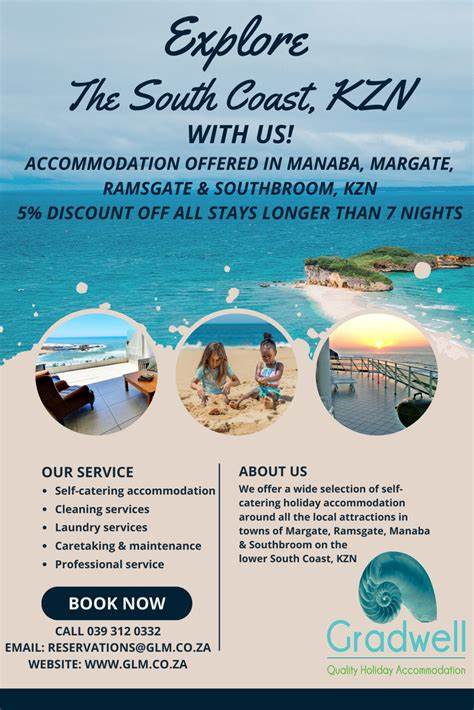 Explore
The South Coast, KZN
WITH US!
ACCOMMODATION OFFERED IN MANABA, MARGATE,
RAMSGATE & SOUTHBROOM, KZN
5% DISCOUNT OFF ALL STAYS LONGER THAN 7 NIGHTS
OUR SERVICE
• Self-catering accommodation
• Cleaning services
• Laundry services
• Caretaking & maintenance
• Professional service
BOOK NOW
CALL 039 312 0332
EMAIL: RESERVATIONS@GLM.CO.ZA
WEBSITE: WWW.GLM.CO.ZA
ABOUT US
We offer a wide selection of self-
catering holiday accommodation
around all the local attractions in
towns of Margate, Ramsgate, Manaba
& Southbroom on the
lower South Coast, KZN
Gradwell
Quality Holiday Accommodation